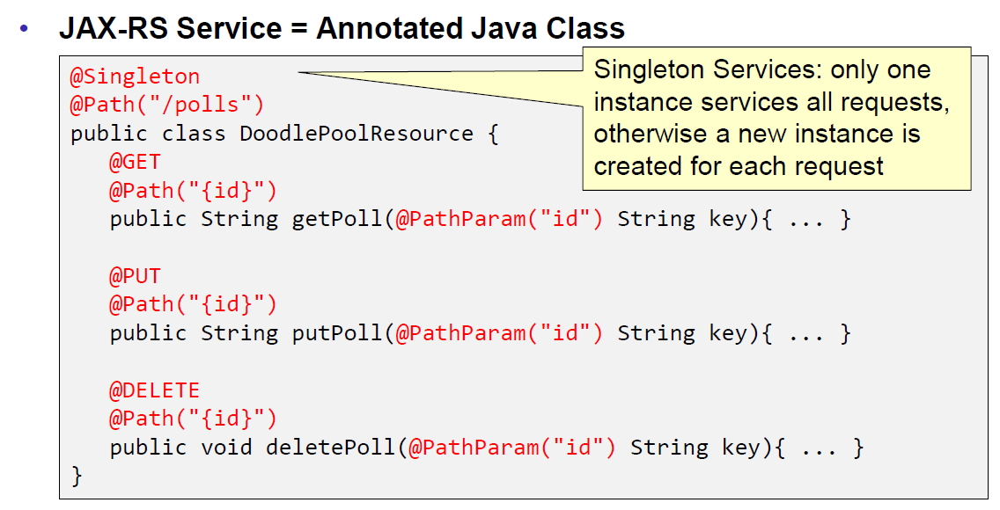 • JAX-RS Service = Annotated Java Class
@Singleton
@Path("/polls")
public class DoodlePoolResource {
@GET
@Path("{id}")
public String getPoll(@PathParam("id") String key){ ... }
@PUT
@Path("{id}")
public String putPoll(@PathParam("id") String key){ ... }
@DELETE
@Path("{id}")
public void deletePoll(@PathParam("id") String key){ ... }
}
Singleton Services: only one
instance services all requests,
otherwise a new instance is
created for each request